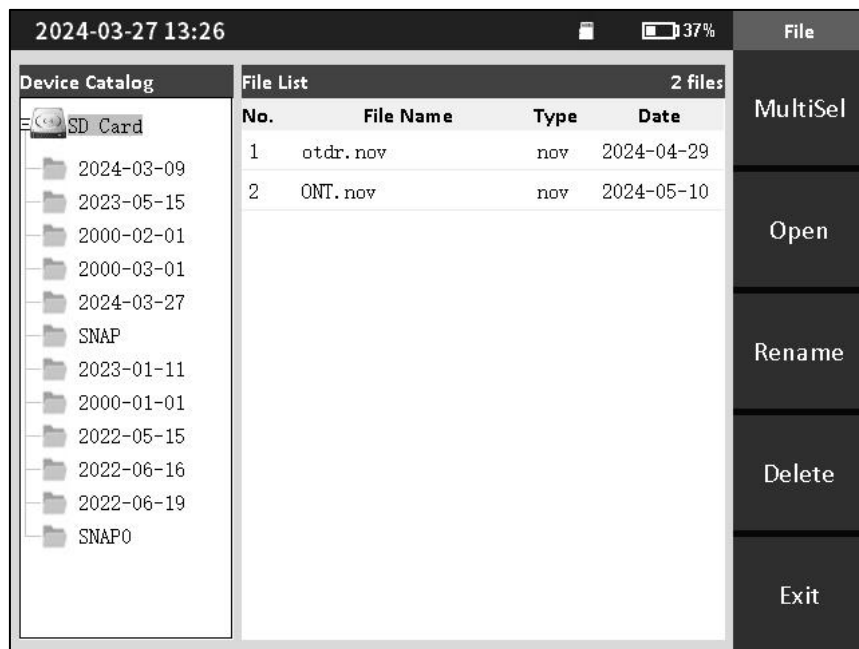 2024-03-27 13:26 37% File
Device Catalog
SD Card
2024-03-09
2023-05-15
2000-02-01
2000-03-01
2024-03-27
SNAP
2023-01-11
2000-01-01
2022-05-15
2022-06-16
2022-06-19
SNAP0
File List 2 files
No. File Name Type Date
1 otdr.nov nov 2024-04-29
2 ONT.nov nov 2024-05-10
MultiSel
Open
Rename
Delete
Exit